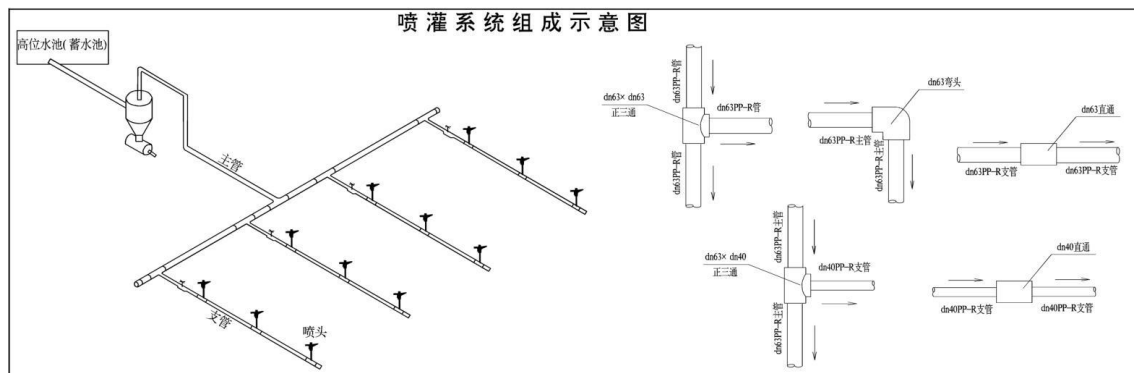 喷灌系统组成示意图
高位水池(蓄水池)
主管
支管
喷头
dn63PP-R管
dn63× dn63
正三通
dn63PP-R管
dn63PP-R管
dn63弯头
dn63PP-R主管
dn63PP-R主管
dn63直通
dn63PP-R支管
dn63PP-R支管
dn63PP-R主管
dn63× dn40
正三通
dn40PP-R支管
dn63PP-R主管
dn40直通
dn40PP-R支管
dn40PP-R支管